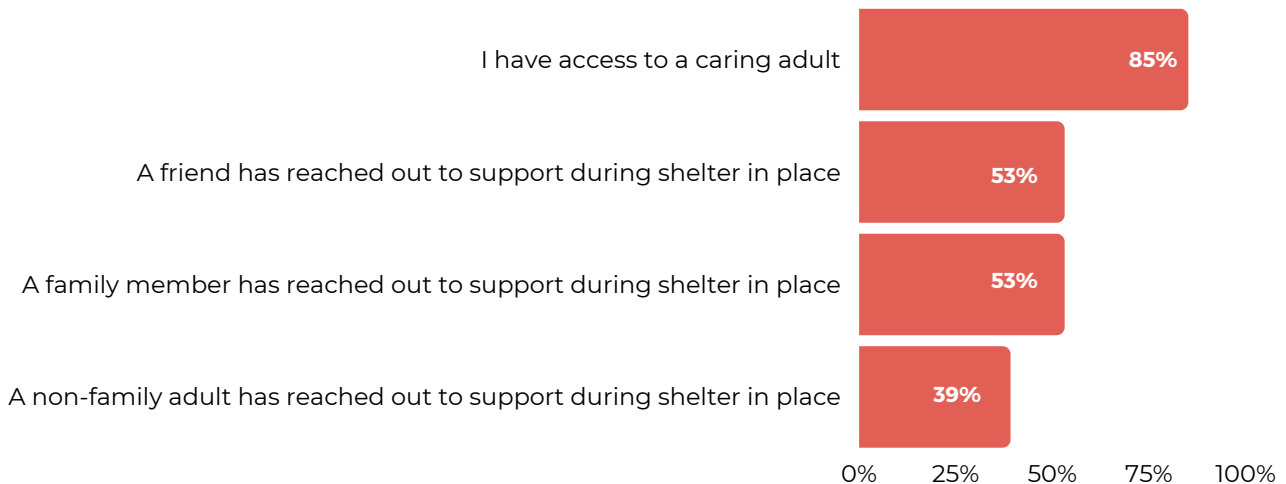 I have access to a caring adult
85%
A friend has reached out to support during shelter in place
53%
A family member has reached out to support during shelter in place
53%
A non-family adult has reached out to support during shelter in place
39%
0% 25% 50% 75% 100%